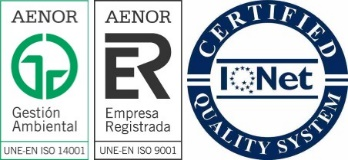 AENOR
Gestión
Ambiental
UNE-EN ISO 14001
AENOR
ER
Empresa
Registrada
UNE-EN ISO 9001
CERTIFIED
IQNet
QUALITY SYSTEM